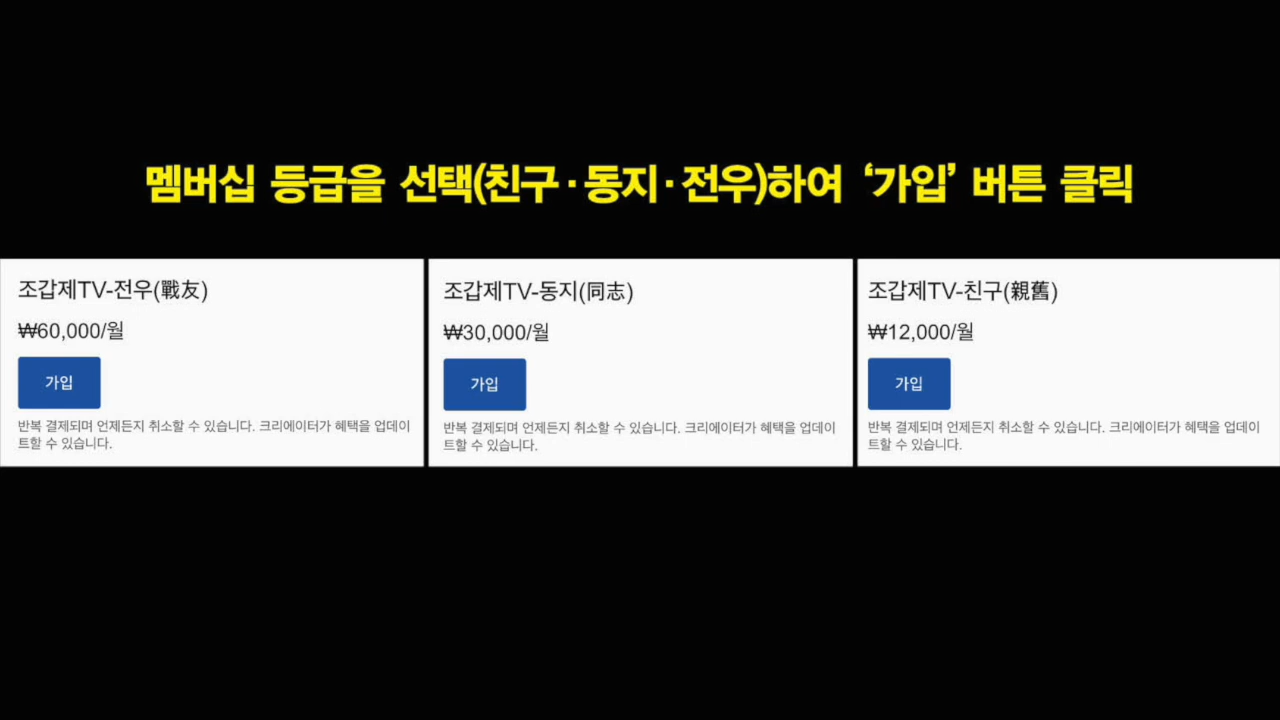 멤버십 등급을 선택(친구·동지·전우)하여 ‘가입’ 버튼 클릭
조갑제TV-전우(戰友)
₩60,000/월
가입
반복 결제되며 언제든지 취소할 수 있습니다. 크리에이터가 혜택을 업데이
트할 수 있습니다.
조갑제TV-동지(同志)
₩30,000/월
가입
반복 결제되며 언제든지 취소할 수 있습니다. 크리에이터가 혜택을 업데이
트할 수 있습니다.
조갑제TV-친구(親舊)
₩12,000/월
가입
반복 결제되며 언제든지 취소할 수 있습니다. 크리에이터가 혜택을 업데이
트할 수 있습니다.